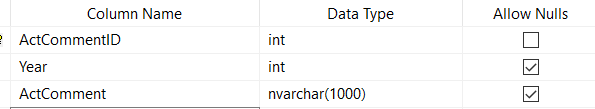 Column Name Data Type Allow Nulls
ActCommentID int
Year int
ActComment nvarchar(1000)